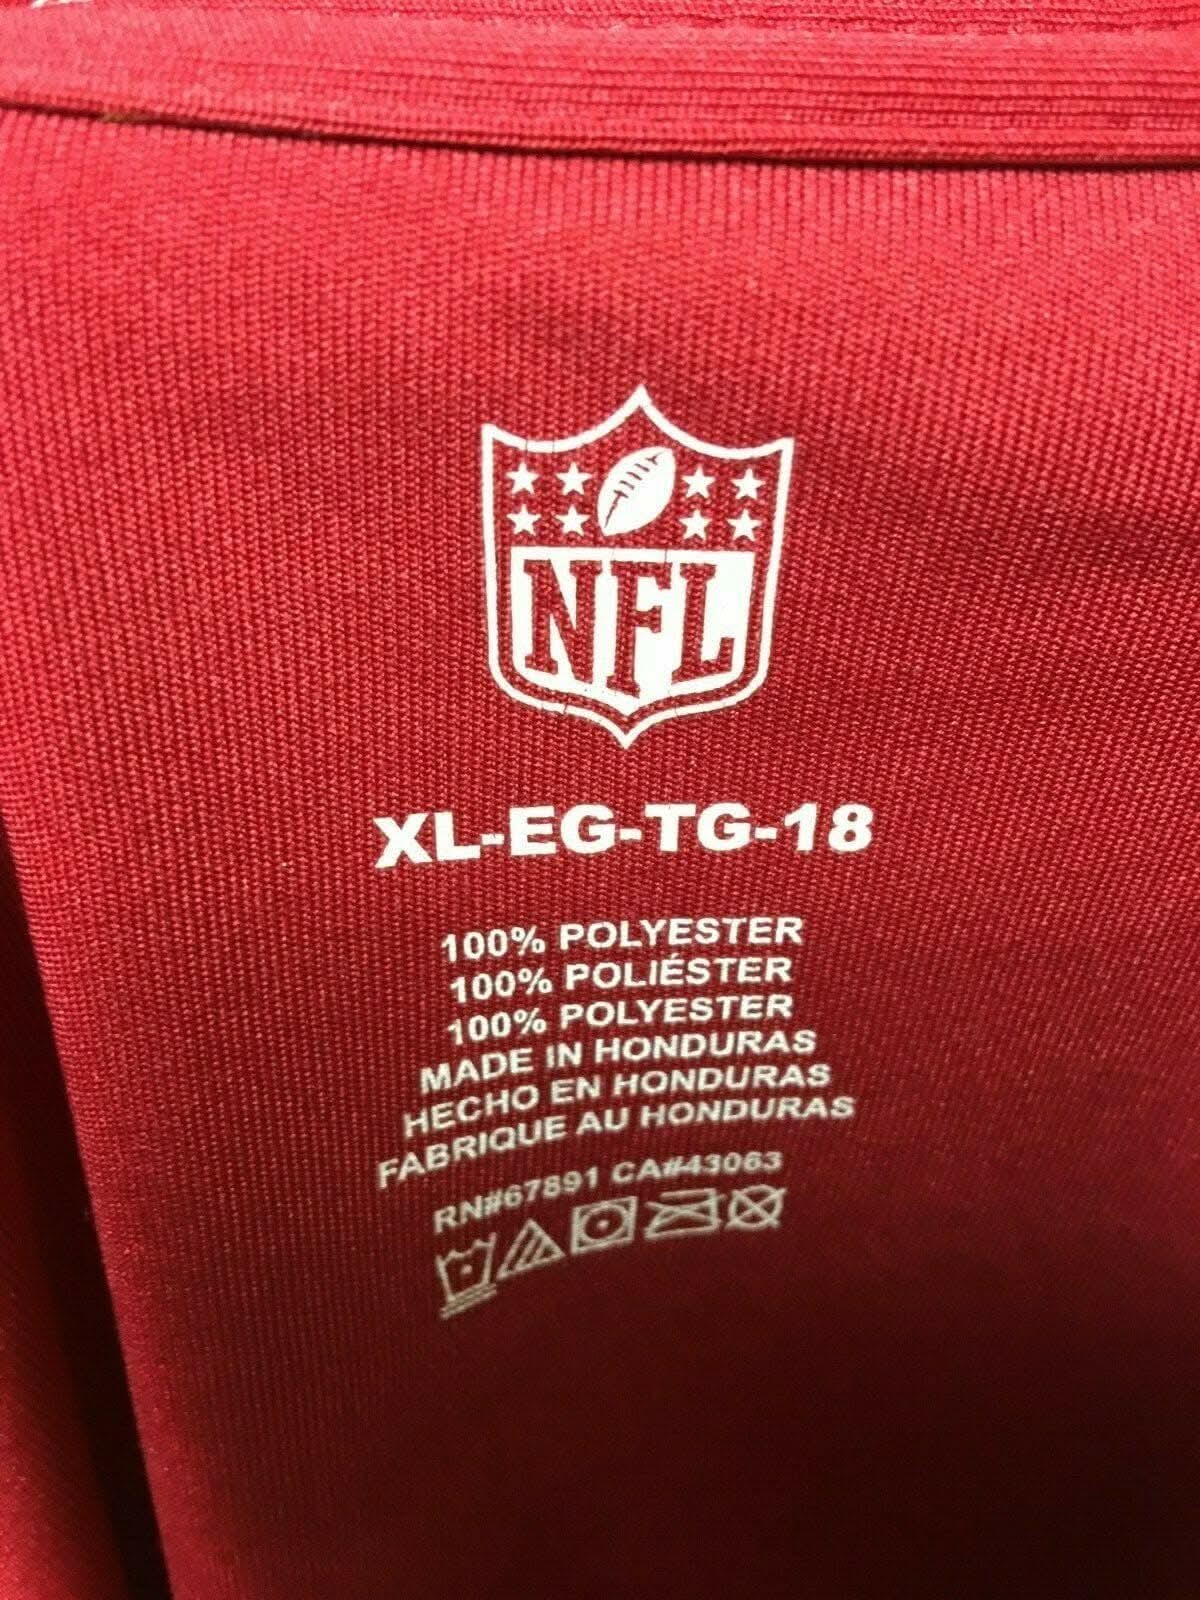 NFL
XL-EG-TG-18
100% POLYESTER
100% POLIÉSTER
100% POLYESTER
MADE IN HONDURAS
HECHO EN HONDURAS
FABRIQUE AU HONDURAS
RN#67891 CA#43063